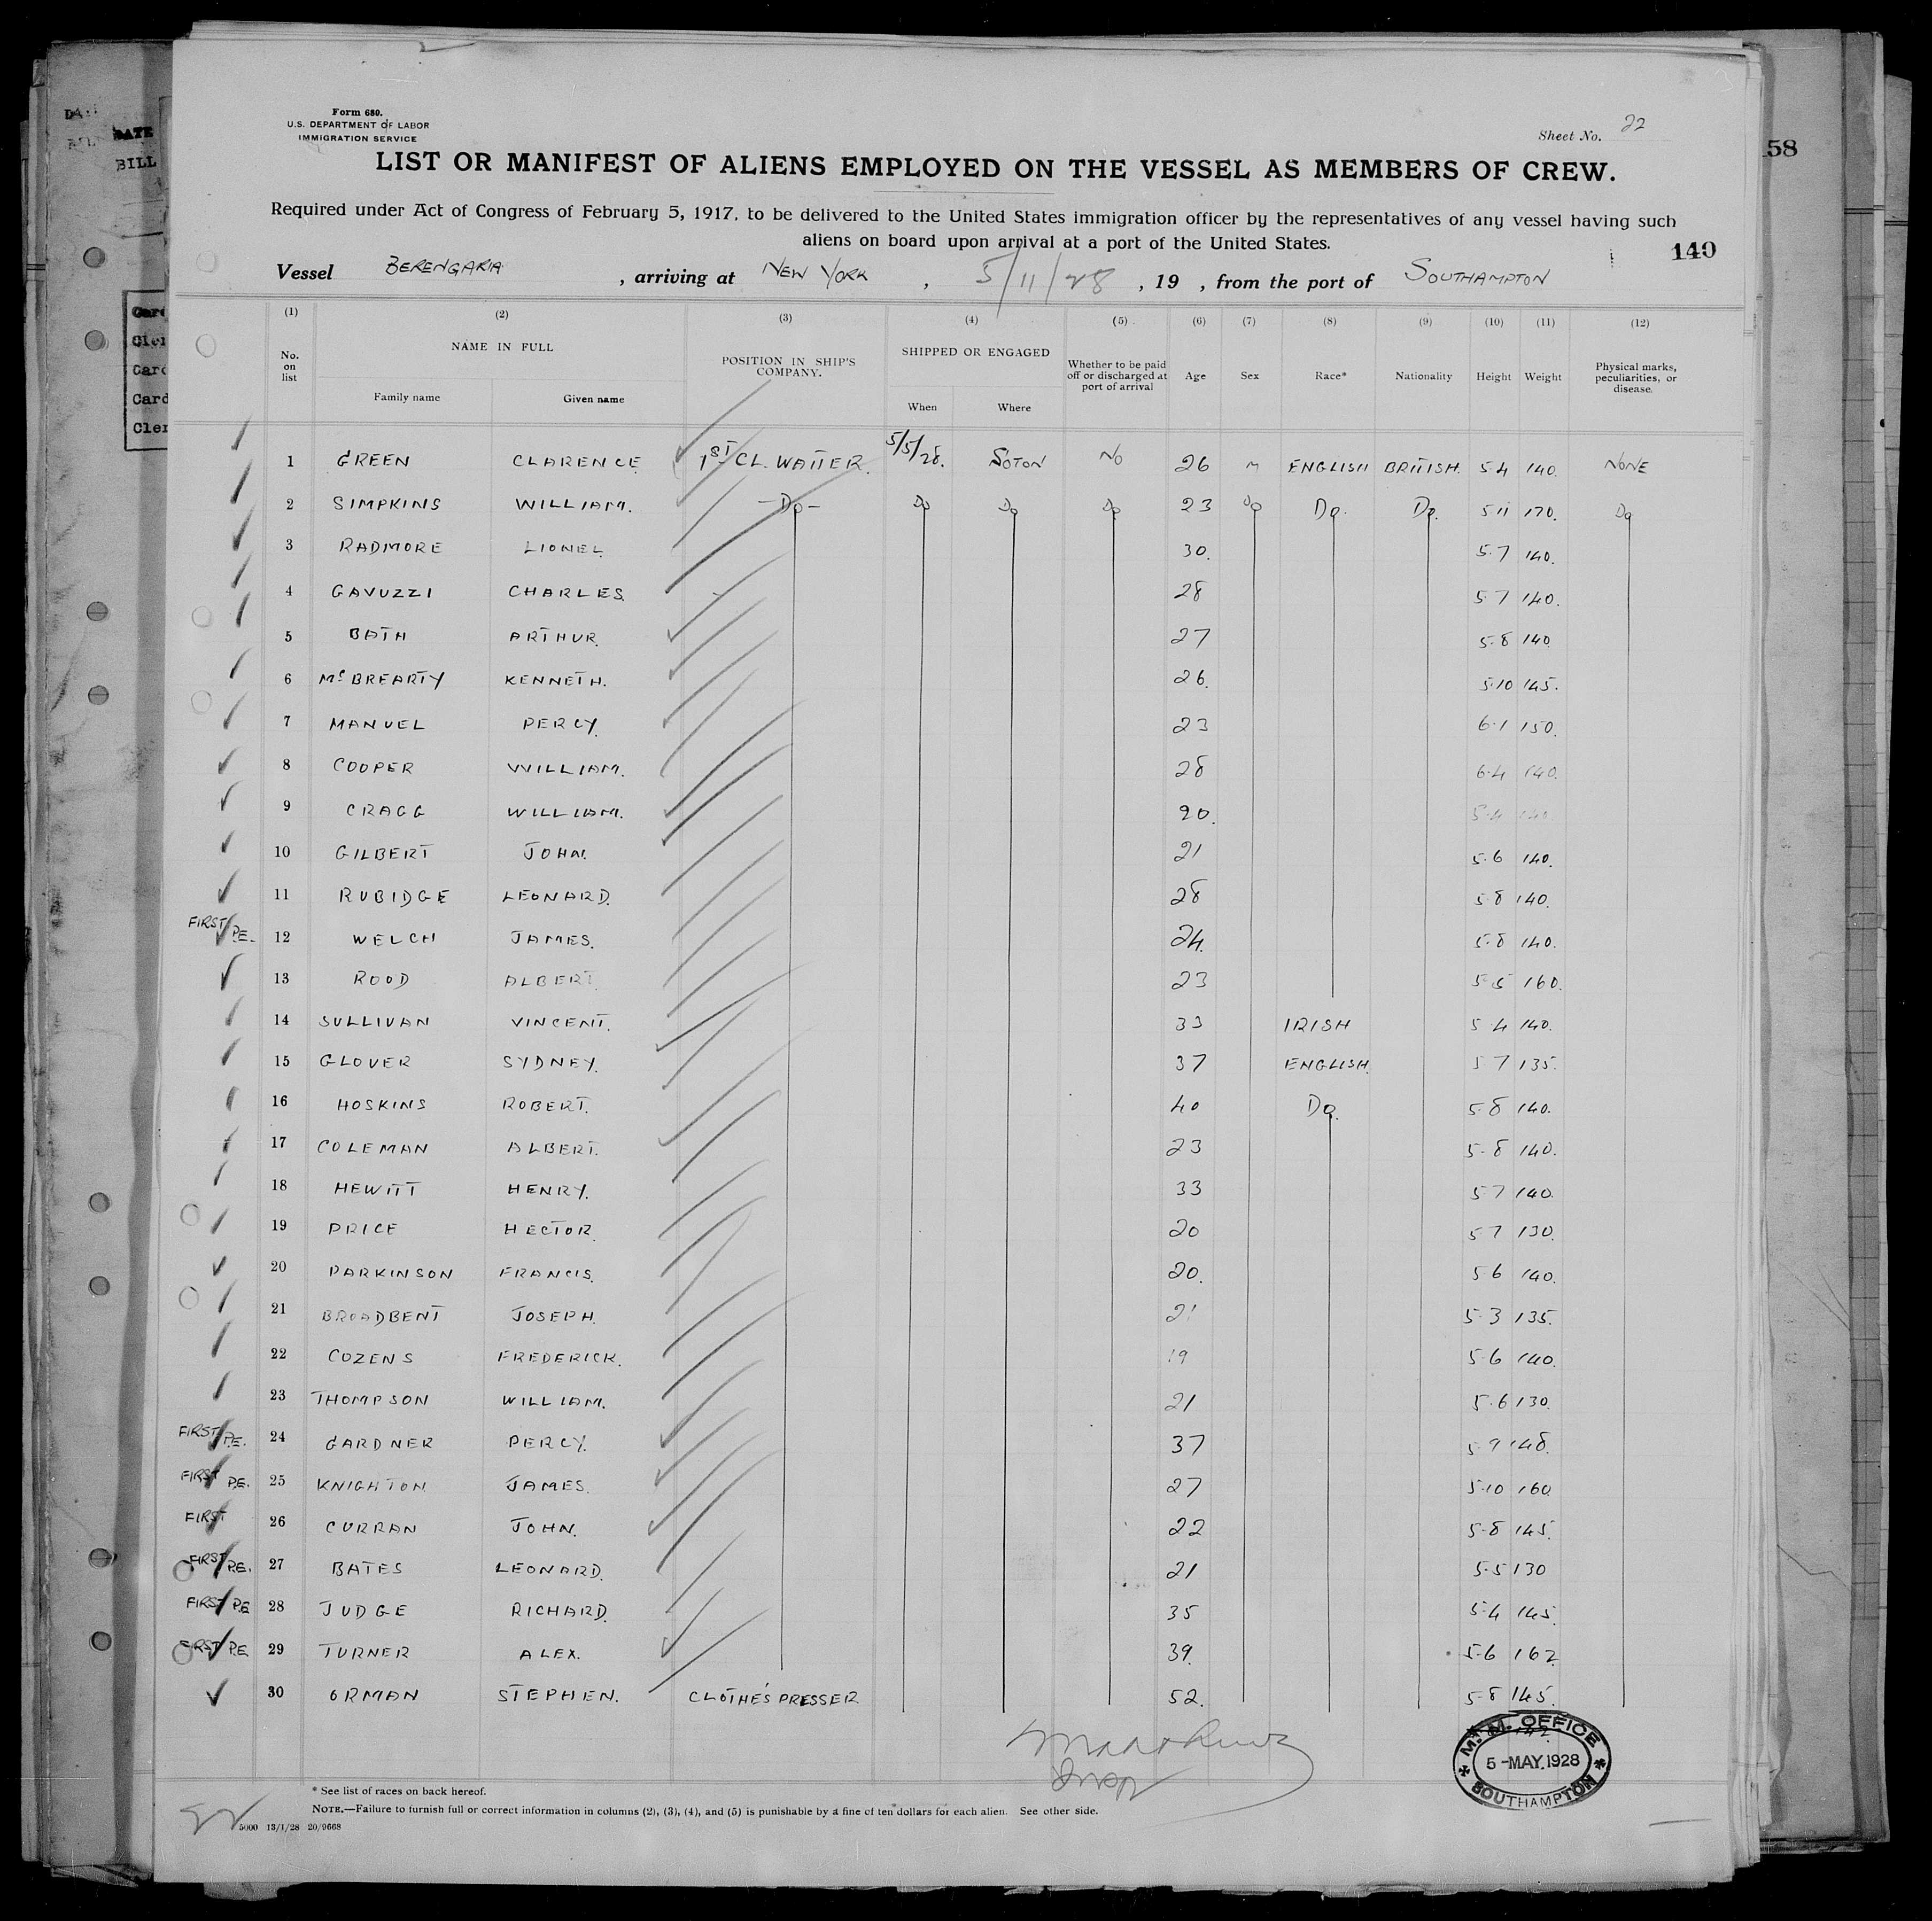 DATE
BILL
58
Form 680.
U.S. DEPARTMENT OF LABOR
IMMIGRATION SERVICE
Sheet No. 22
LIST OR MANIFEST OF ALIENS EMPLOYED ON THE VESSEL AS MEMBERS OF CREW.
Required under Act of Congress of February 5, 1917, to be delivered to the United States immigration officer by the representatives of any vessel having such
aliens on board upon arrival at a port of the United States.
140
Vessel BERENGARIA , arriving at NEW YORK , 5/11/28 , 19 , from the port of SOUTHAMPTON
(1) (2) (3) (4) (5) (6) (7) (8) (9) (10) (11) (12)
No. on list NAME IN FULL POSITION IN SHIP'S COMPANY. SHIPPED OR ENGAGED Whether to be paid off or discharged at port of arrival Age Sex Race* Nationality Height Weight Physical marks, peculiarities, or disease.
Family name Given name When Where
1 GREEN CLARENCE 1ST CL. WAITER. 5/5/28. SOTON NO 26 M ENGLISH BRITISH. 5.4 140. NONE
2 SIMPKINS WILLIAM. - Do - Do Do Do 23 Do Do. Do. 5.11 170. Do
3 RADMORE LIONEL. 30. 5.7 140.
4 GAVUZZI CHARLES. 28 5.7 140.
5 BATH ARTHUR. 27 5.8 140
6 McBREARTY KENNETH. 26. 5.10 145.
7 MANUEL PERCY. 23 6.1 150.
8 COOPER WILLIAM. 28 6.4 140.
9 CRAGG WILLIAM. 20. 5.4 140.
10 GILBERT JOHN. 21 5.6 140.
11 RUBIDGE LEONARD. 28 5.8 140.
FIRST P.E. 12 WELCH JAMES. 24. 5.8 140.
13 ROOD ALBERT. 23 5.5 160.
14 SULLIVAN VINCENT. 33 IRISH 5.4 140.
15 GLOVER SYDNEY. 37 ENGLISH. 5.7 135.
16 HOSKINS ROBERT. 40 Do. 5.8 140.
17 COLEMAN ALBERT. 23 5.8 140.
18 HEWITT HENRY. 33 5.7 140.
19 PRICE HECTOR. 20 5.7 130.
20 PARKINSON FRANCIS. 20. 5.6 140.
21 BROADBENT JOSEPH. 21 5.3 135.
22 COZENS FREDERICK. 19 5.6 140.
23 THOMPSON WILLIAM. 21 5.6 130.
FIRST P.E. 24 GARDNER PERCY. 37 5.9 148.
FIRST P.E. 25 KNIGHTON JAMES. 27 5.10 160
FIRST 26 CURRAN JOHN. 22 5.8 145.
FIRST P.E. 27 BATES LEONARD. 21 5.5 130
FIRST P.E 28 JUDGE RICHARD. 35 5.4 145.
FIRST P.E 29 TURNER ALEX. 39. 5.6 162
30 ORMAN STEPHEN. CLOTHES PRESSER 52. 5.8 145.
M.M. OFFICE
5 - MAY. 1928
SOUTHAMPTON
* See list of races on back hereof.
NOTE.—Failure to furnish full or correct information in columns (2), (3), (4), and (5) is punishable by a fine of ten dollars for each alien. See other side.
5000 13/1/28 20/9668